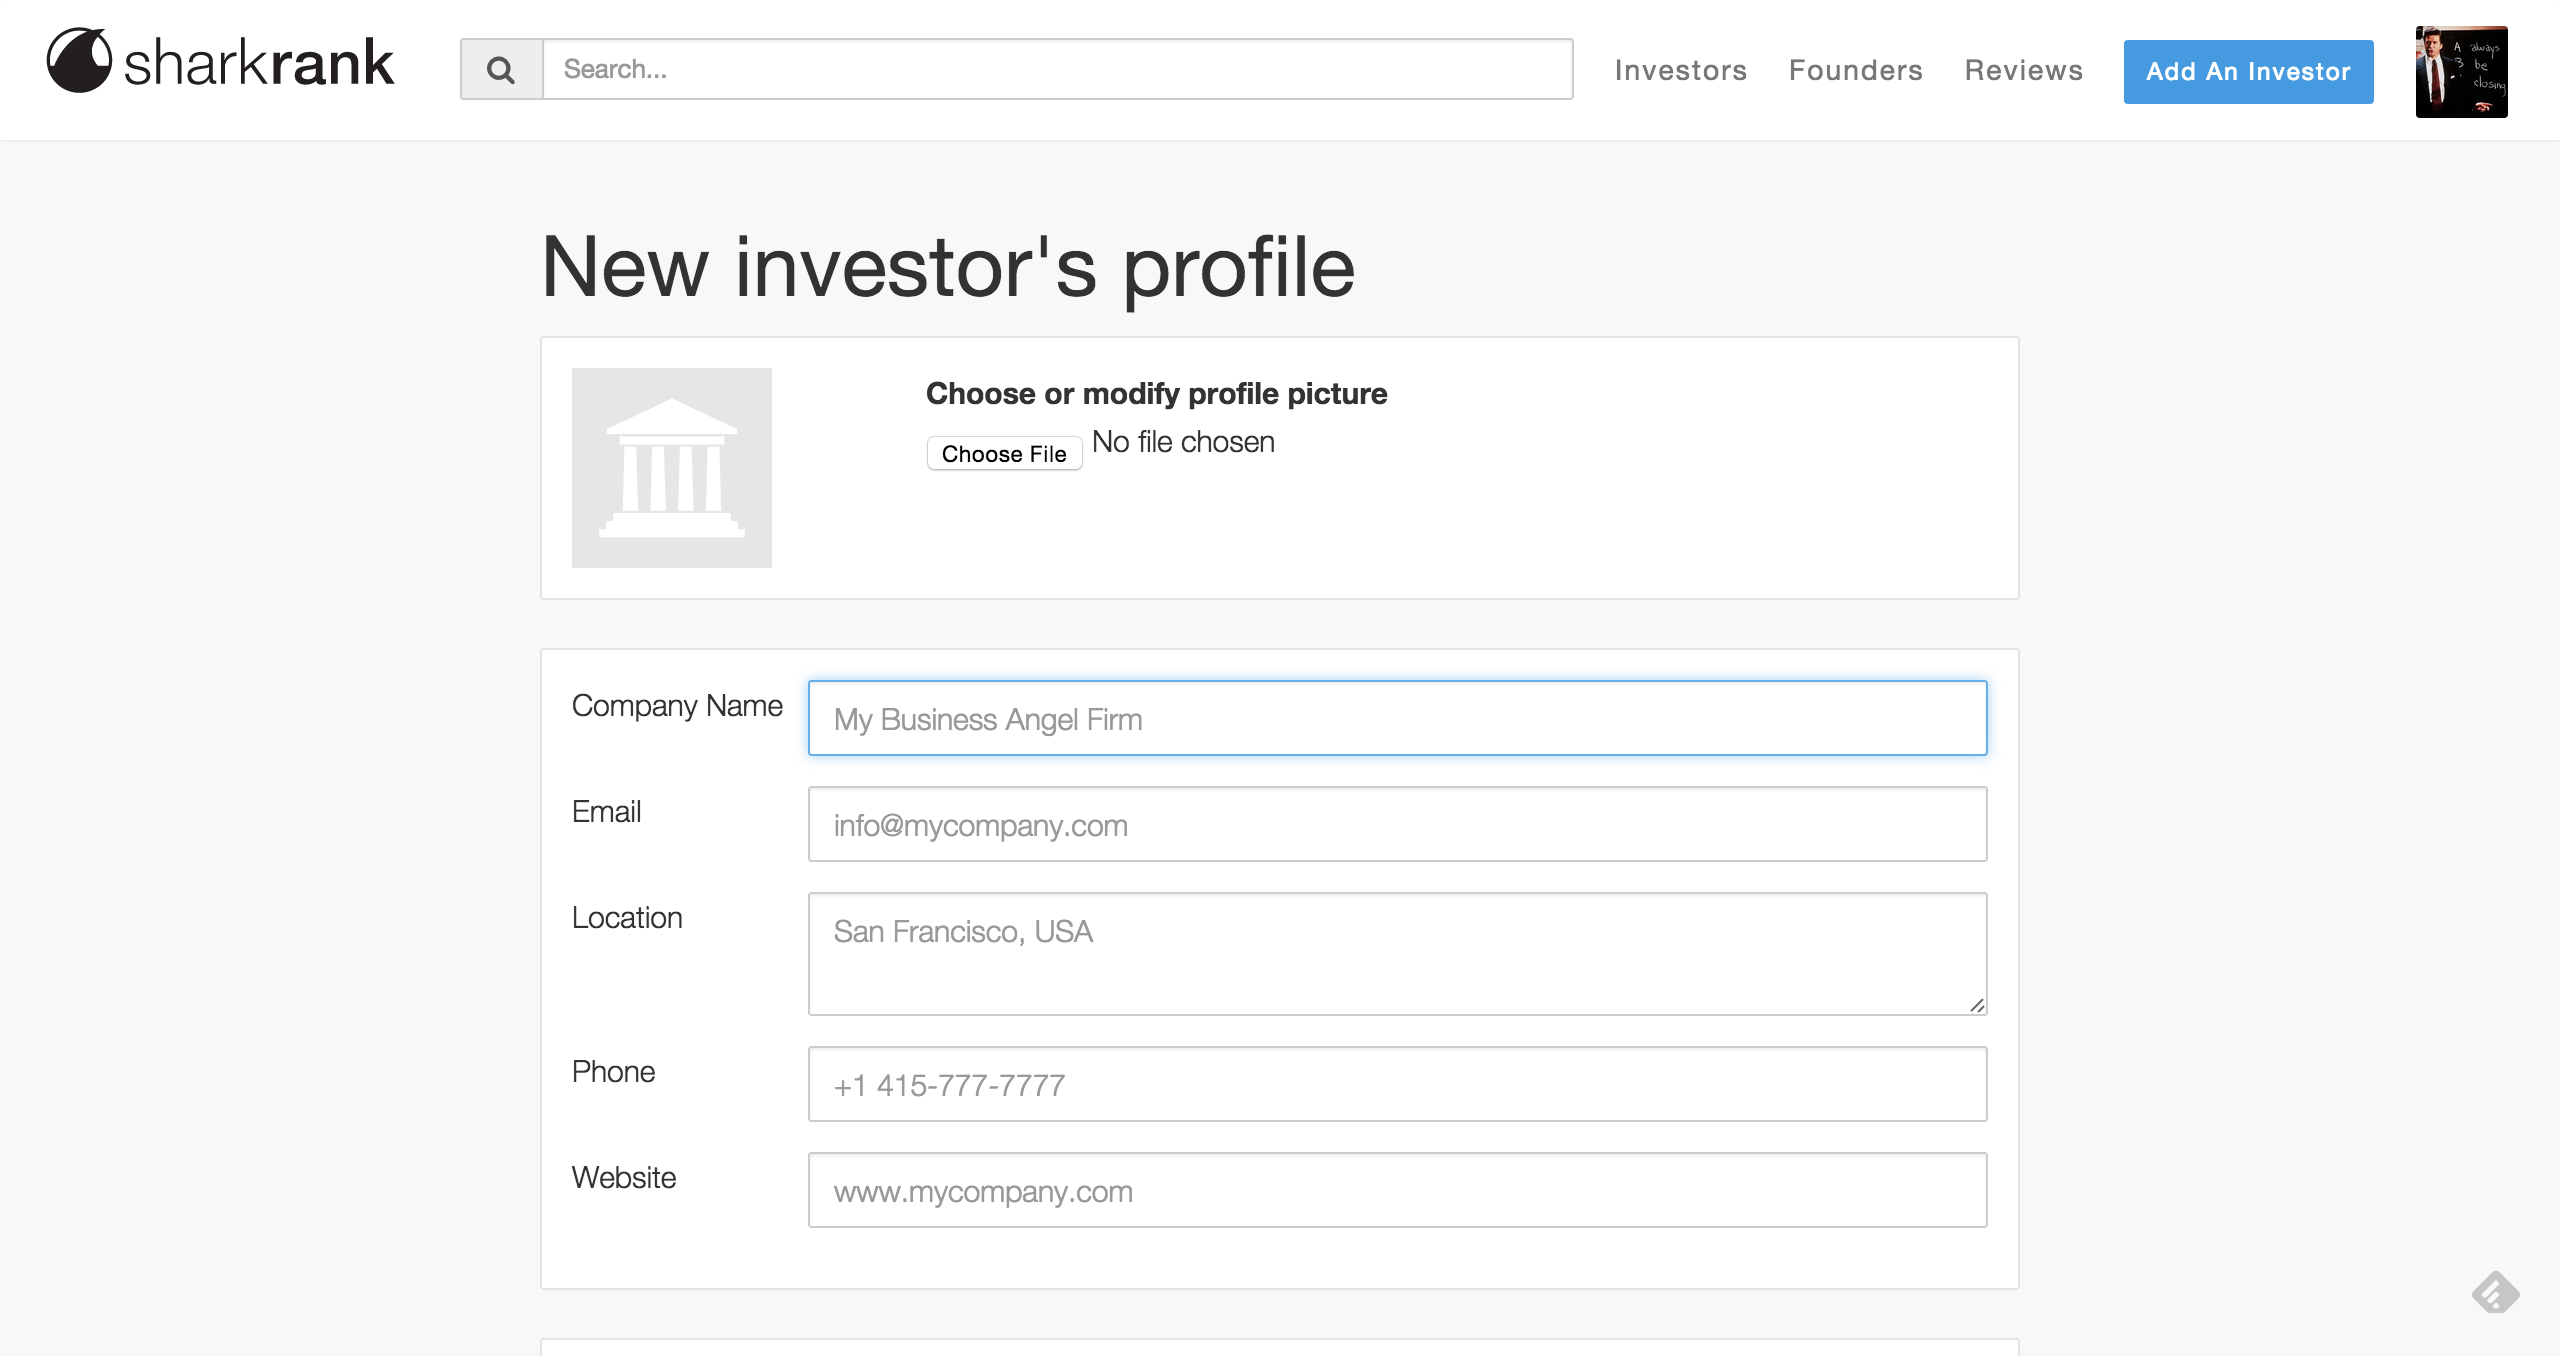 sharkrank
Search...
Investors
Founders
Reviews
Add An Investor
A always
3 be
closing
New investor's profile
Choose or modify profile picture
Choose File No file chosen
Company Name
My Business Angel Firm
Email
info@mycompany.com
Location
San Francisco, USA
Phone
+1 415-777-7777
Website
www.mycompany.com